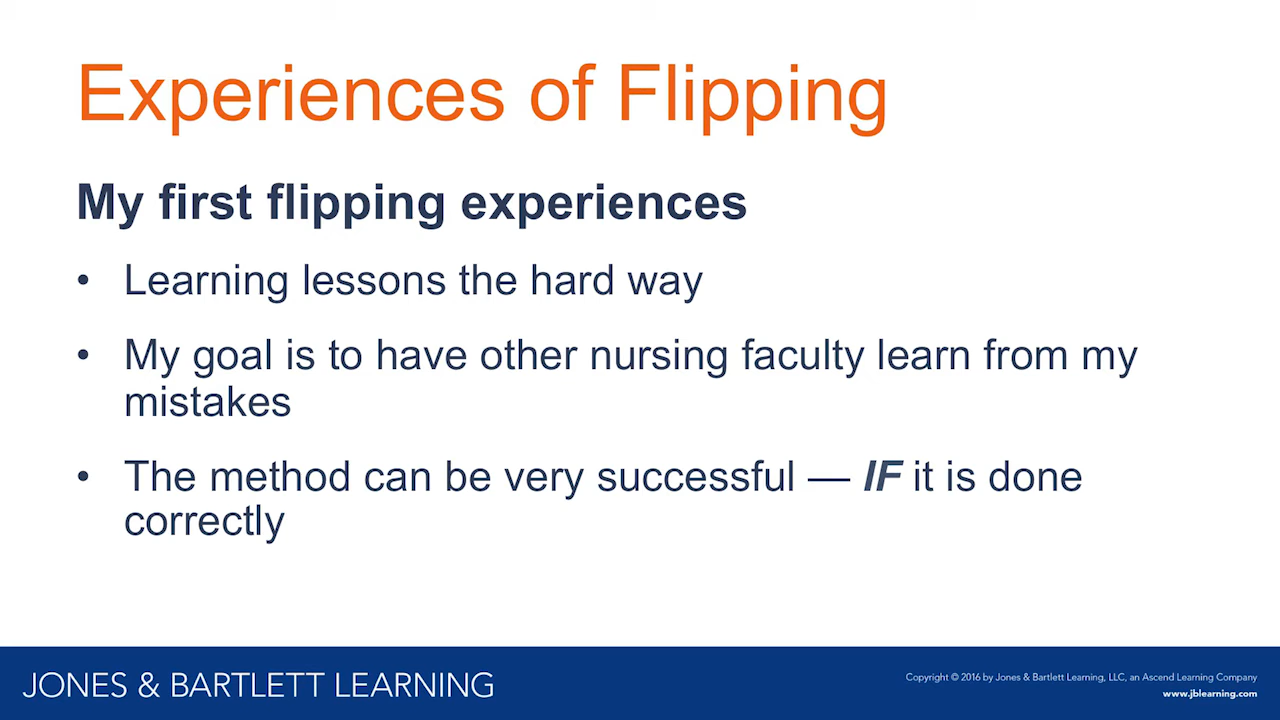 Experiences of Flipping
My first flipping experiences
• Learning lessons the hard way
• My goal is to have other nursing faculty learn from my
mistakes
• The method can be very successful — IF it is done
correctly
JONES & BARTLETT LEARNING
Copyright © 2016 by Jones & Bartlett Learning, LLC, an Ascend Learning Company
www.jblearning.com